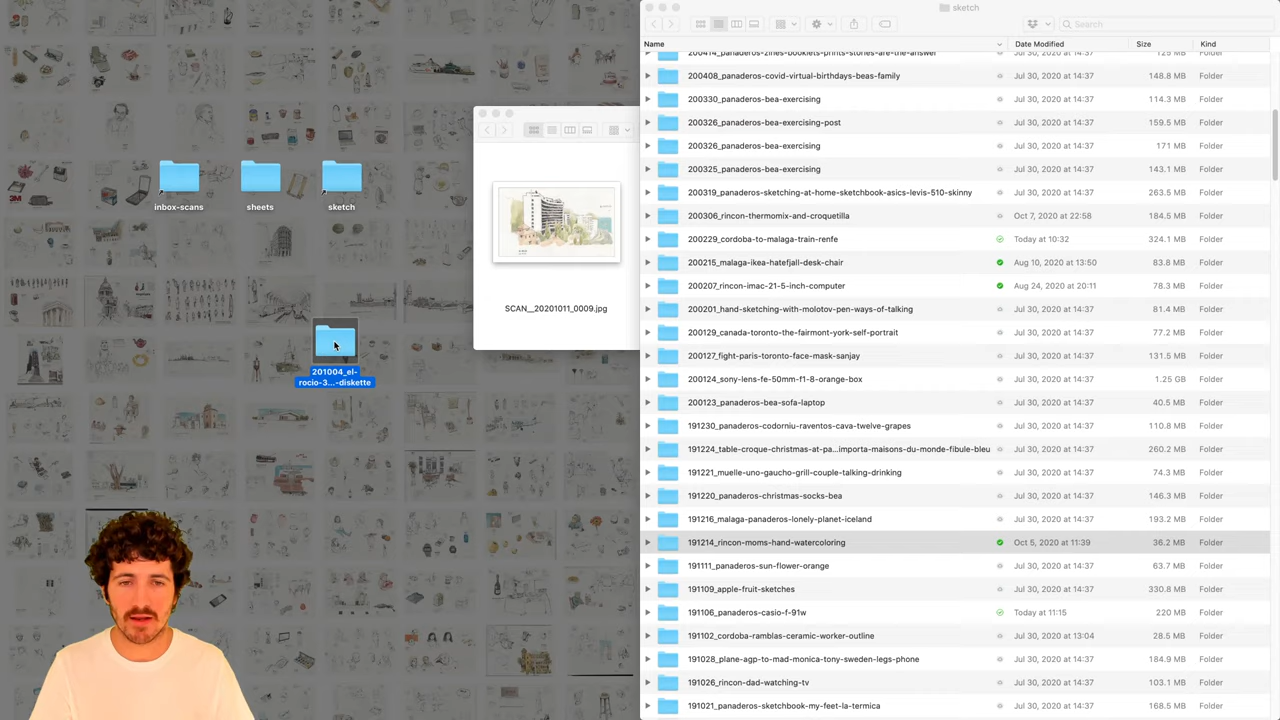 sketch
Search
Name
Date Modified
Size
Kind
200414_panaderos-zines-booklets-prints-stories-are-the-answer
125 MB
Jul 30, 2020 at 14:37
Folder
200408_panaderos-covid-virtual-birthdays-beas-family
Jul 30, 2020 at 14:37
148.8 MB
Folder
200330_panaderos-bea-exercising
Jul 30, 2020 at 14:37
114.3 MB
Folder
200326_panaderos-bea-exercising-post
Jul 30, 2020 at 14:37
159.5 MB
Folder
200326_panaderos-bea-exercising
Jul 30, 2020 at 14:37
171 MB
Folder
200325_panaderos-bea-exercising
Jul 30, 2020 at 14:37
143.1 MB
Folder
200319_panaderos-sketching-at-home-sketchbook-asics-levis-510-skinny
Jul 30, 2020 at 14:37
263.5 MB
Folder
200306_rincon-thermomix-and-croquetilla
Oct 7, 2020 at 22:58
184.6 MB
Folder
200229_cordoba-to-malaga-train-renfe
Today at 10:32
324.1 MB
Folder
200215_malaga-ikea-hatefjall-desk-chair
Aug 10, 2020 at 13:50
83.8 MB
Folder
200207_rincon-imac-21-5-inch-computer
Aug 24, 2020 at 20:11
78.3 MB
Folder
200201_hand-sketching-with-molotov-pen-ways-of-talking
Jul 30, 2020 at 14:37
81.4 MB
Folder
200129_canada-toronto-the-fairmont-york-self-portrait
Jul 30, 2020 at 14:37
77.2 MB
Folder
200127_fight-paris-toronto-face-mask-sanjay
Jul 30, 2020 at 14:37
131.8 MB
Folder
200124_sony-lens-fe-50mm-f1-8-orange-box
Jul 30, 2020 at 14:37
1.25 GB
Folder
200123_panaderos-bea-sofa-laptop
Jul 30, 2020 at 14:37
40.5 MB
Folder
191230_panaderos-codorniu-raventos-cava-twelve-grapes
Jul 30, 2020 at 14:37
110.8 MB
Folder
191224_table-croque-christmas-at-pa...importa-maisons-du-monde-fibule-bleu
Jul 30, 2020 at 14:37
260.2 MB
Folder
191221_muelle-uno-gaucho-grill-couple-talking-drinking
Jul 30, 2020 at 14:37
74.3 MB
Folder
191220_panaderos-christmas-socks-bea
Jul 30, 2020 at 14:37
146.3 MB
Folder
191216_malaga-panaderos-lonely-planet-iceland
Jul 30, 2020 at 14:37
193.2 MB
Folder
191214_rincon-moms-hand-watercoloring
Oct 5, 2020 at 11:39
36.2 MB
Folder
191111_panaderos-sun-flower-orange
Jul 30, 2020 at 14:37
63.7 MB
Folder
191109_apple-fruit-sketches
Jul 30, 2020 at 14:37
330.8 MB
Folder
191106_panaderos-casio-f-91w
Today at 11:15
220 MB
Folder
191102_cordoba-ramblas-ceramic-worker-outline
Jul 30, 2020 at 13:04
28.5 MB
Folder
191028_plane-agp-to-mad-monica-tony-sweden-legs-phone
Jul 30, 2020 at 14:37
184.9 MB
Folder
191026_rincon-dad-watching-tv
Jul 30, 2020 at 14:37
103.1 MB
Folder
191021_panaderos-sketchbook-my-feet-la-termica
Jul 30, 2020 at 14:37
Folder
inbox-scans
sheets
sketch
SCAN__20201011_0009.jpg
201004_el-
rocio-3...-diskette